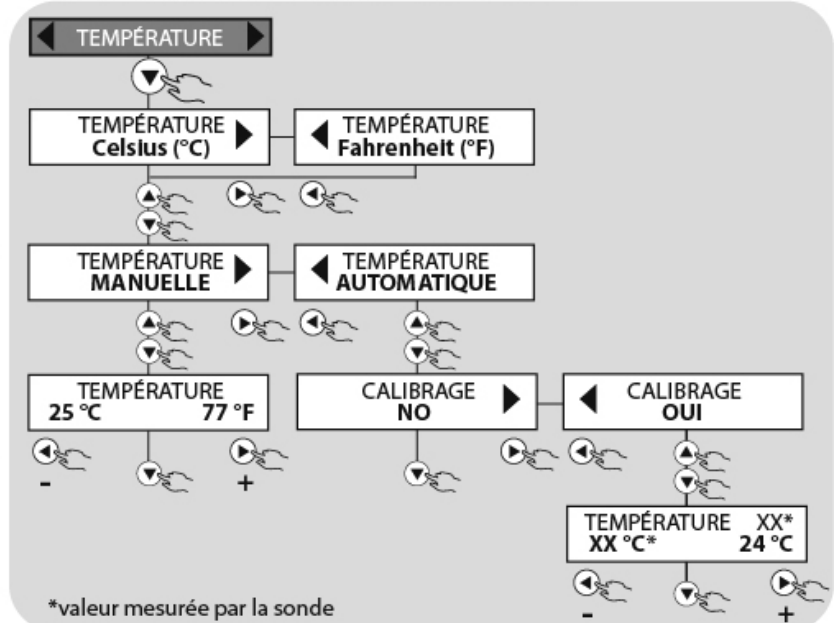 TEMPÉRATURE
TEMPÉRATURE
Celsius (°C)
TEMPÉRATURE
Fahrenheit (°F)
TEMPÉRATURE
MANUELLE
TEMPÉRATURE
AUTOMATIQUE
TEMPÉRATURE
25 °C 77 °F
- +
CALIBRAGE
NO
CALIBRAGE
OUI
TEMPÉRATURE XX*
XX °C* 24 °C
- +
*valeur mesurée par la sonde